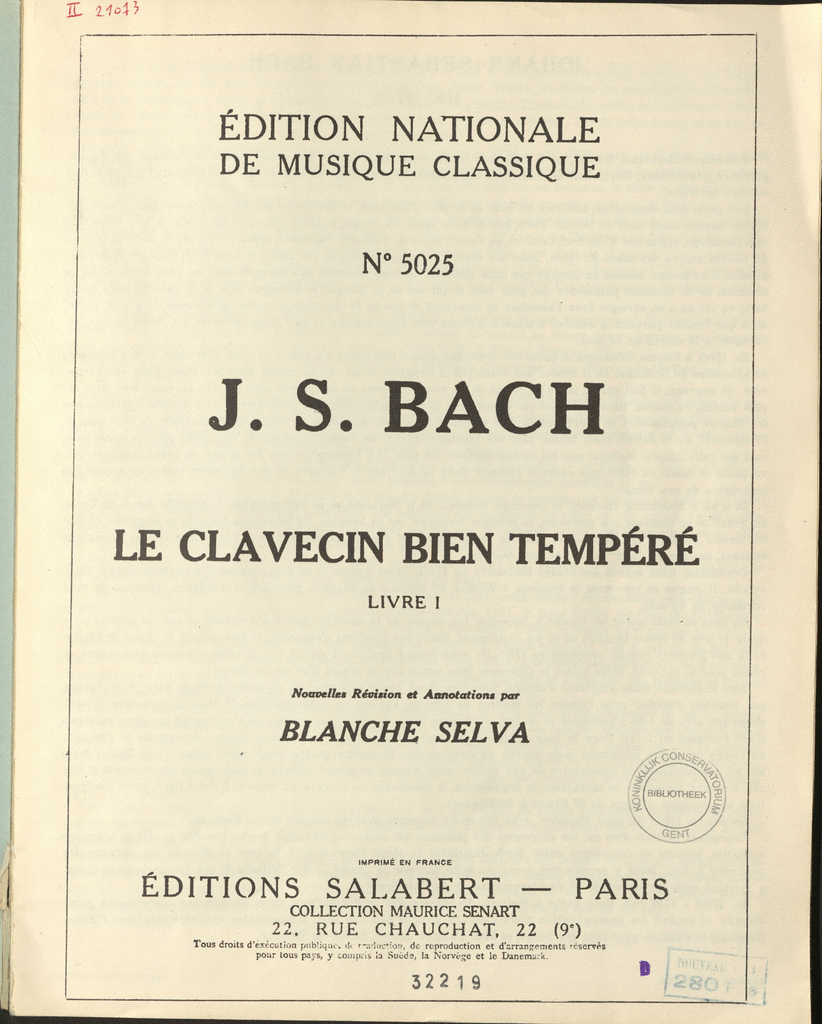 II 21073
ÉDITION NATIONALE
DE MUSIQUE CLASSIQUE
N° 5025
J. S. BACH
LE CLAVECIN BIEN TEMPÉRÉ
LIVRE I
Nouvelles Révision et Annotations par
BLANCHE SELVA
KONINKLIJK CONSERVATORIUM
BIBLIOTHEEK
GENT
IMPRIMÉ EN FRANCE
ÉDITIONS SALABERT — PARIS
COLLECTION MAURICE SENART
22, RUE CHAUCHAT, 22 (9e)
Tous droits d'exécution publique, de traduction, de reproduction et d'arrangements réservés
pour tous pays, y compris la Suède, la Norvège et le Danemark.
32219
D
NOUVEAU
280